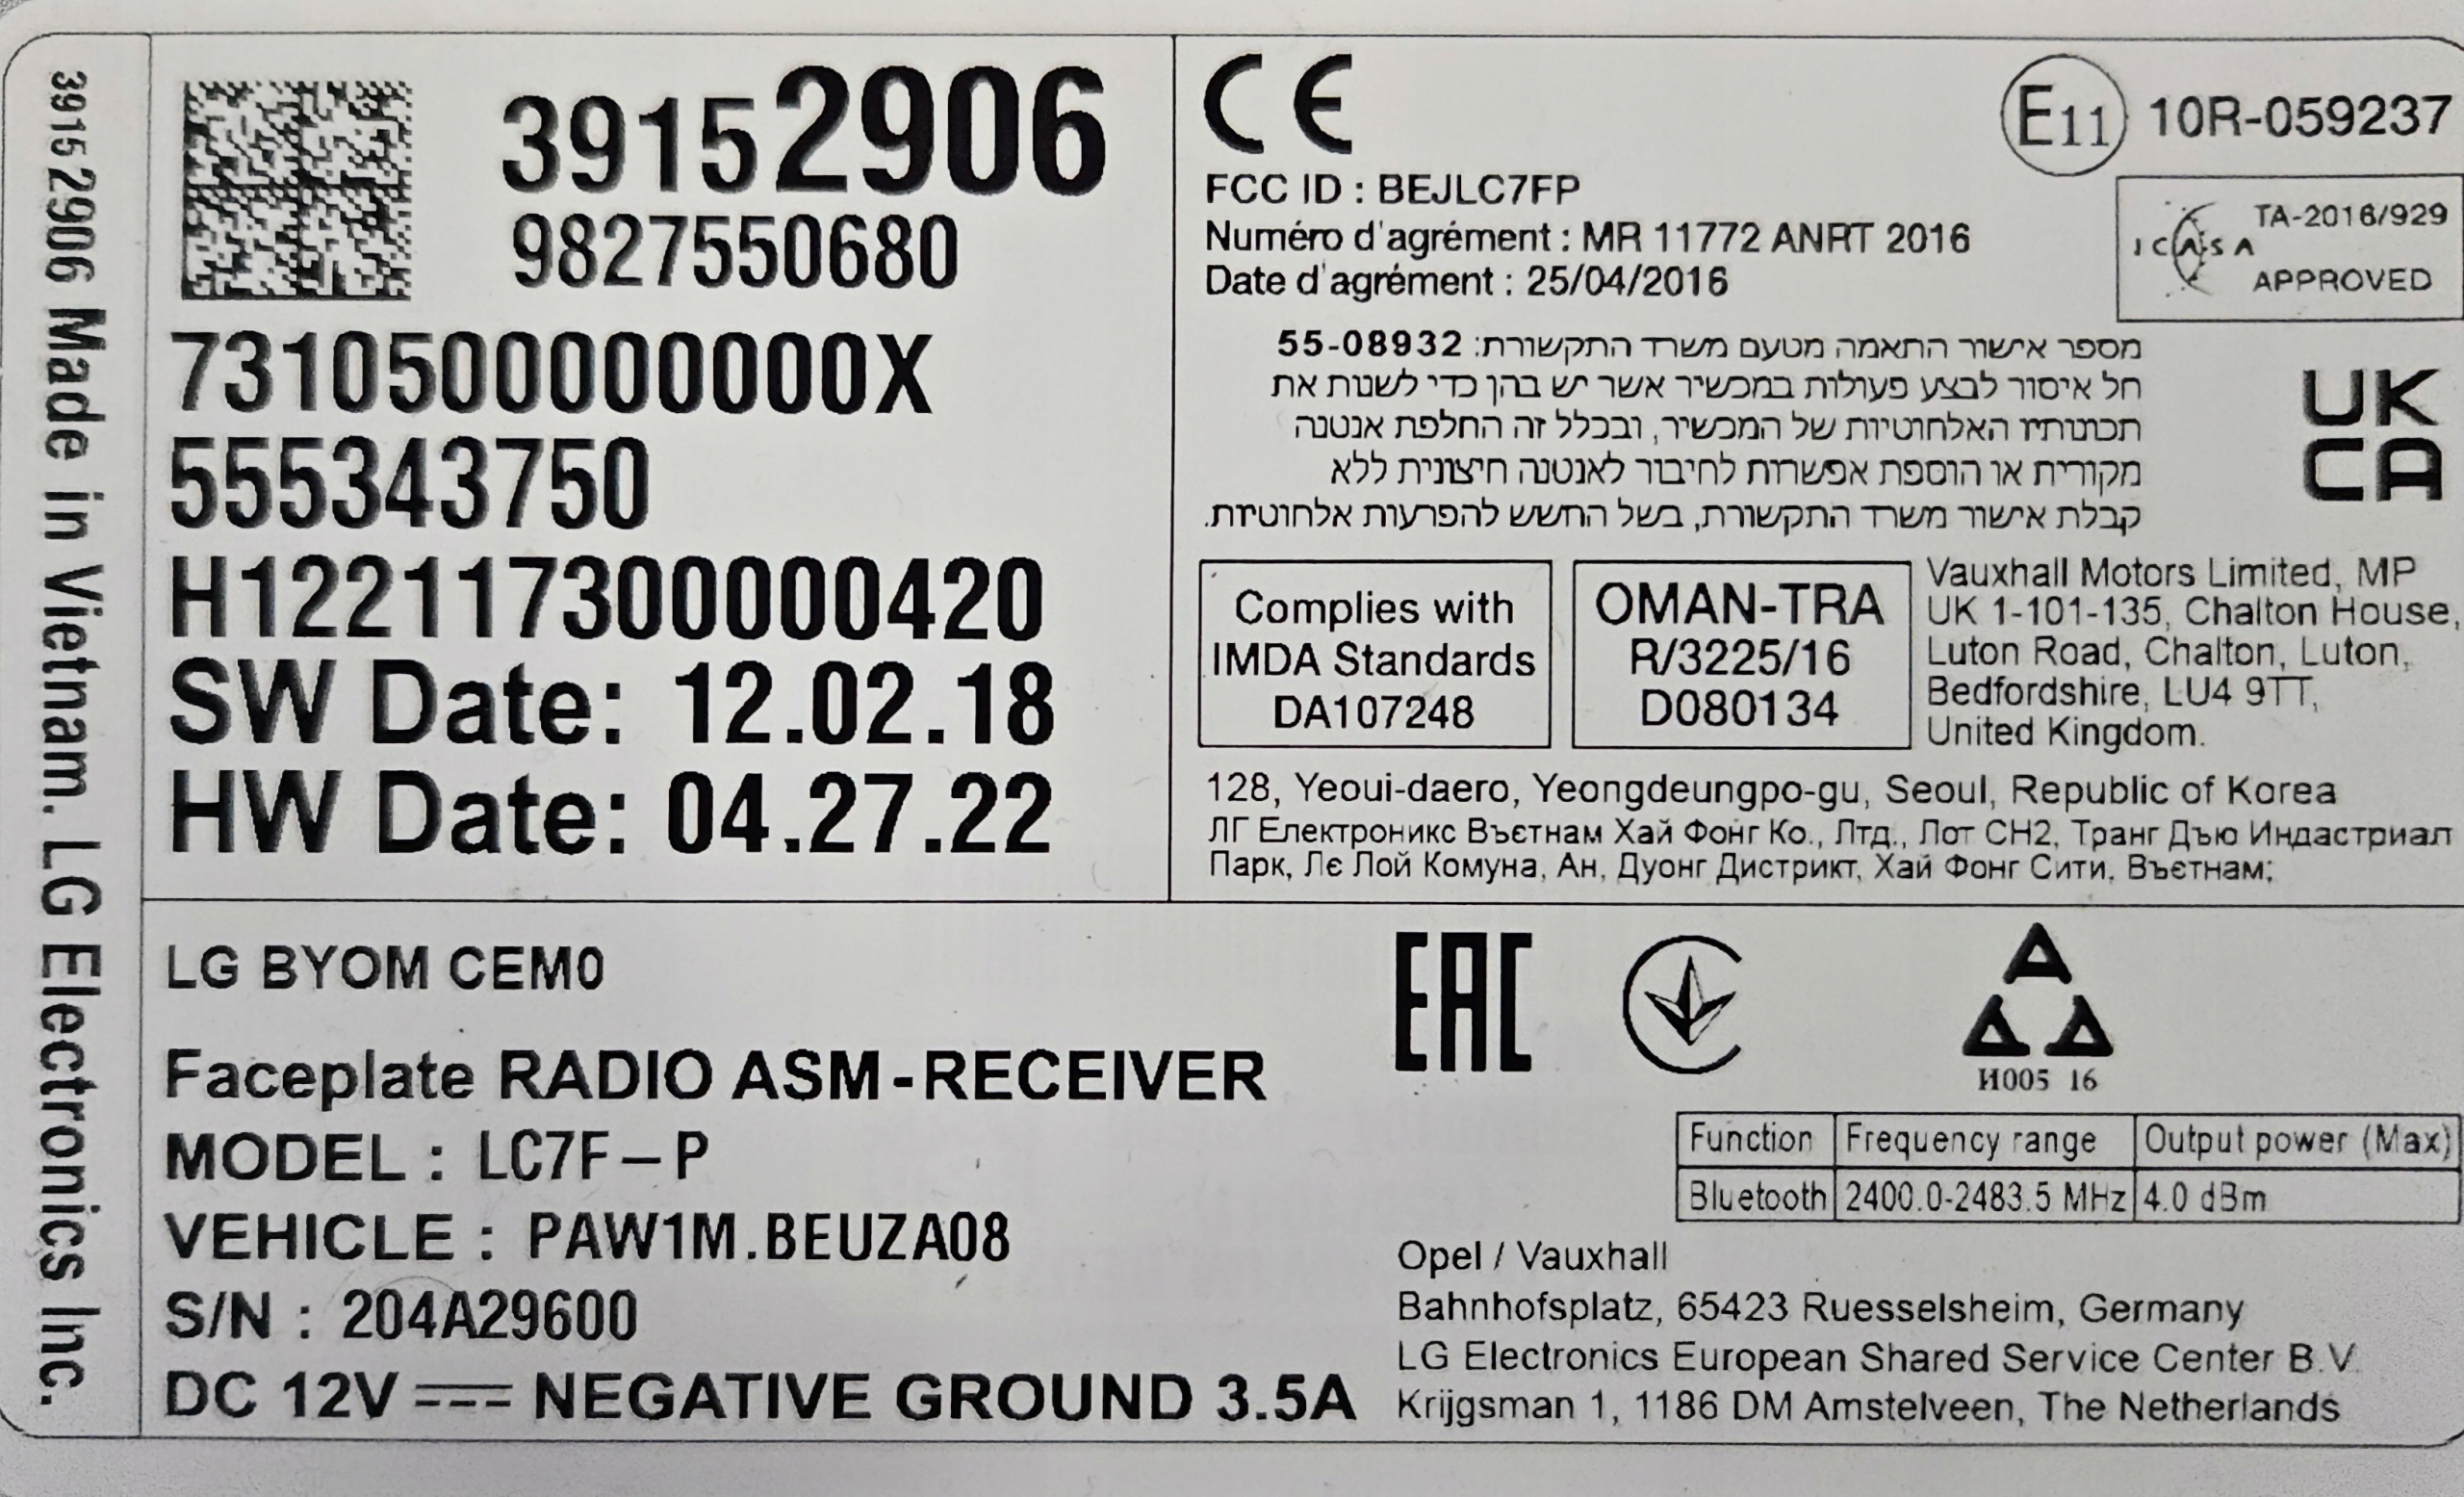 39152906 Made in Vietnam. LG Electronics Inc.
39152906
9827550680
7310500000000X
555343750
H122117300000420
SW Date: 12.02.18
HW Date: 04.27.22
CE
E11 10R-059237
FCC ID : BEJLC7FP
Numéro d'agrément : MR 11772 ANRT 2016
Date d'agrément : 25/04/2016
ICASA
TA-2016/929
APPROVED
מספר אישור התאמה מטעם משרד התקשורת: 55-08932
חל איסור לבצע פעולות במכשיר אשר יש בהן כדי לשנות את
תכונותיו האלחוטיות של המכשיר, ובכלל זה החלפת אנטנה
מקורית או הוספת אפשרות לחיבור לאנטנה חיצונית ללא
קבלת אישור משרד התקשורת, בשל החשש להפרעות אלחוטיות.
UK
CA
Complies with
IMDA Standards
DA107248
OMAN-TRA
R/3225/16
D080134
Vauxhall Motors Limited, MP
UK 1-101-135, Chalton House,
Luton Road, Chalton, Luton,
Bedfordshire, LU4 9TT,
United Kingdom.
128, Yeoui-daero, Yeongdeungpo-gu, Seoul, Republic of Korea
ЛГ Електроникс Въєтнам Хай Фонг Ко., Лтд., Лот СН2, Транг Дъю Индастриал
Парк, Лє Лой Комуна, Ан, Дуонг Дистрикт, Хай Фонг Сити, Въєтнам;
LG BYOM CEM0
Faceplate RADIO ASM-RECEIVER
MODEL : LC7F-P
VEHICLE : PAW1M.BEUZA08
S/N : 204A29600
DC 12V NEGATIVE GROUND 3.5A
EAC
A
A A
И005 16
Function Frequency range Output power (Max)
Bluetooth 2400.0-2483.5 MHz 4.0 dBm
Opel / Vauxhall
Bahnhofsplatz, 65423 Ruesselsheim, Germany
LG Electronics European Shared Service Center B.V.
Krijgsman 1, 1186 DM Amstelveen, The Netherlands